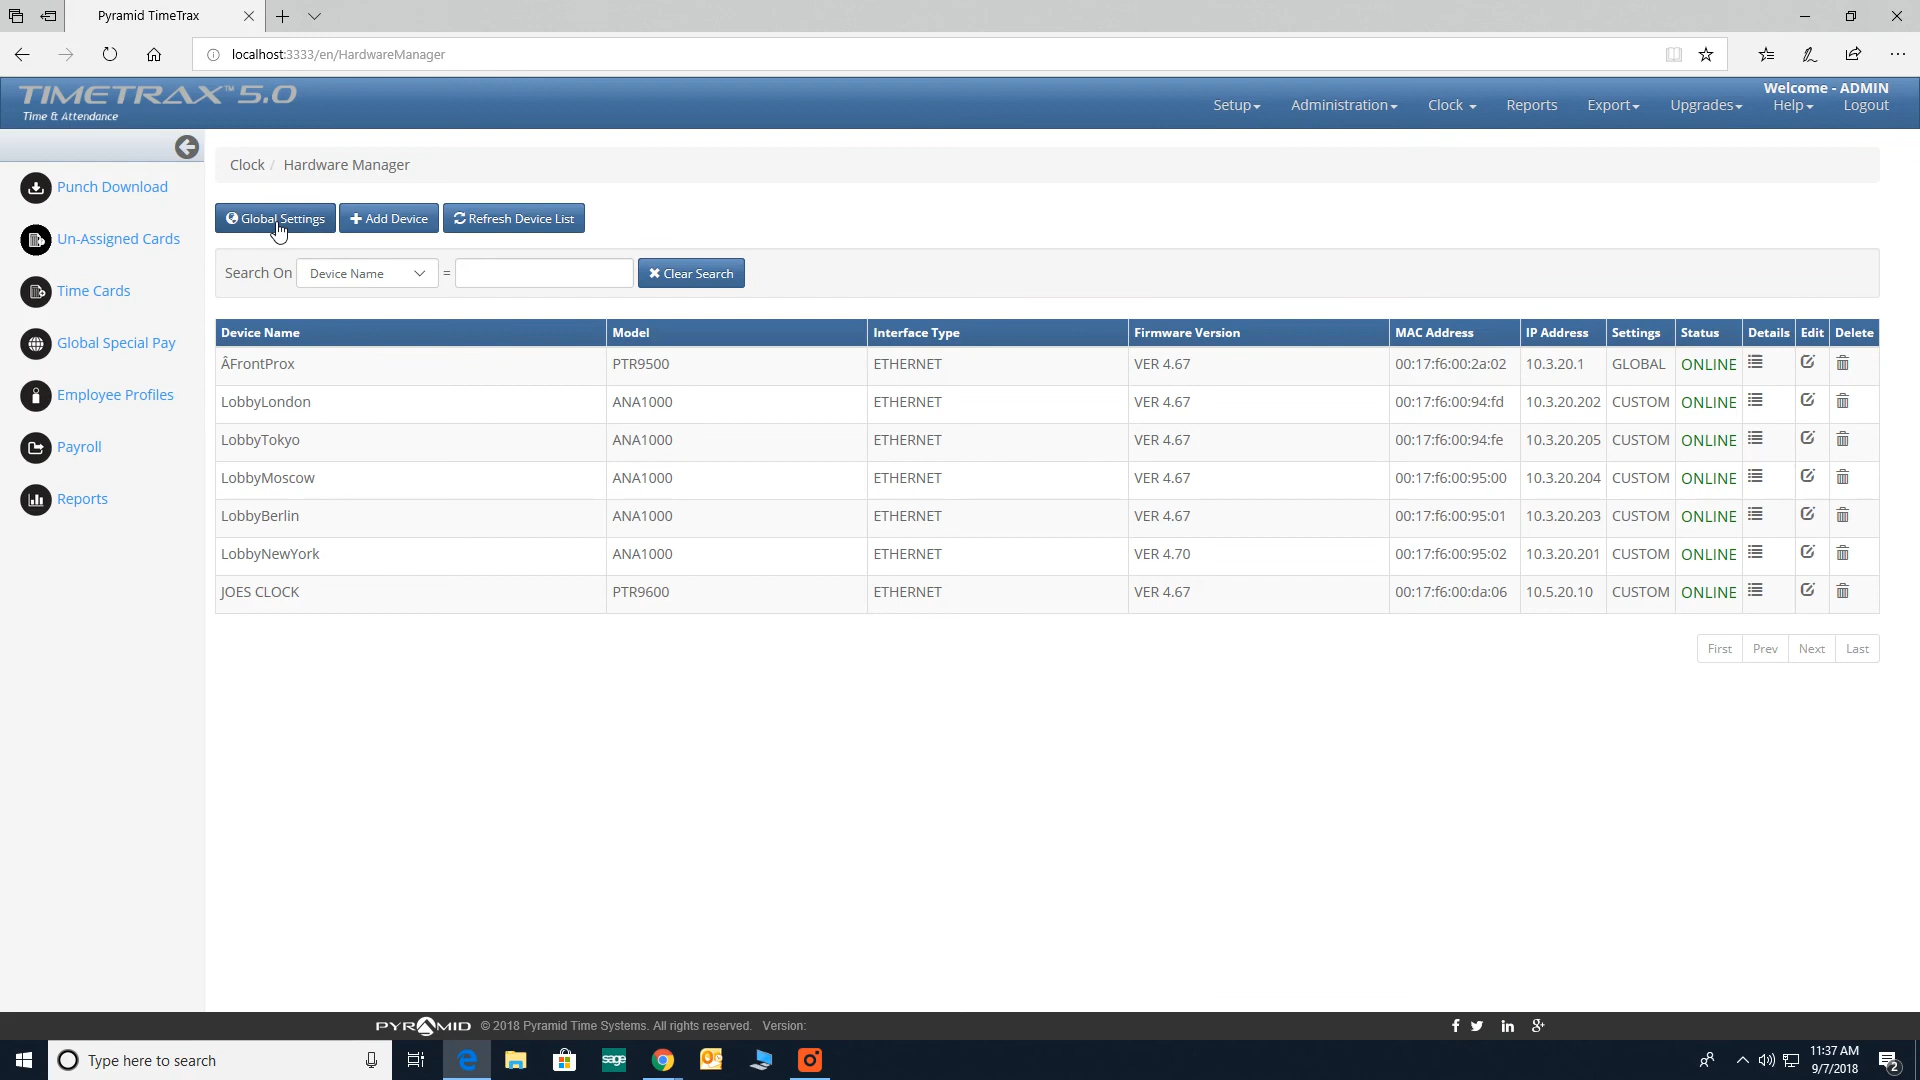 Pyramid TimeTrax
localhost:3333/en/HardwareManager
TIMETRAX™ 5.0
Time & Attendance
Welcome - ADMIN
Setup Administration Clock Reports Export Upgrades Help Logout
Punch Download
Un-Assigned Cards
Time Cards
Global Special Pay
Employee Profiles
Payroll
Reports
Clock / Hardware Manager
Global Settings Add Device Refresh Device List
Search On Device Name = Clear Search
Device Name Model Interface Type Firmware Version MAC Address IP Address Settings Status Details Edit Delete
ÂFrontProx PTR9500 ETHERNET VER 4.67 00:17:f6:00:2a:02 10.3.20.1 GLOBAL ONLINE
LobbyLondon ANA1000 ETHERNET VER 4.67 00:17:f6:00:94:fd 10.3.20.202 CUSTOM ONLINE
LobbyTokyo ANA1000 ETHERNET VER 4.67 00:17:f6:00:94:fe 10.3.20.205 CUSTOM ONLINE
LobbyMoscow ANA1000 ETHERNET VER 4.67 00:17:f6:00:95:00 10.3.20.204 CUSTOM ONLINE
LobbyBerlin ANA1000 ETHERNET VER 4.67 00:17:f6:00:95:01 10.3.20.203 CUSTOM ONLINE
LobbyNewYork ANA1000 ETHERNET VER 4.70 00:17:f6:00:95:02 10.3.20.201 CUSTOM ONLINE
JOES CLOCK PTR9600 ETHERNET VER 4.67 00:17:f6:00:da:06 10.5.20.10 CUSTOM ONLINE
First Prev Next Last
PYRAMID © 2018 Pyramid Time Systems. All rights reserved. Version:
Type here to search
sage
11:37 AM
9/7/2018
2